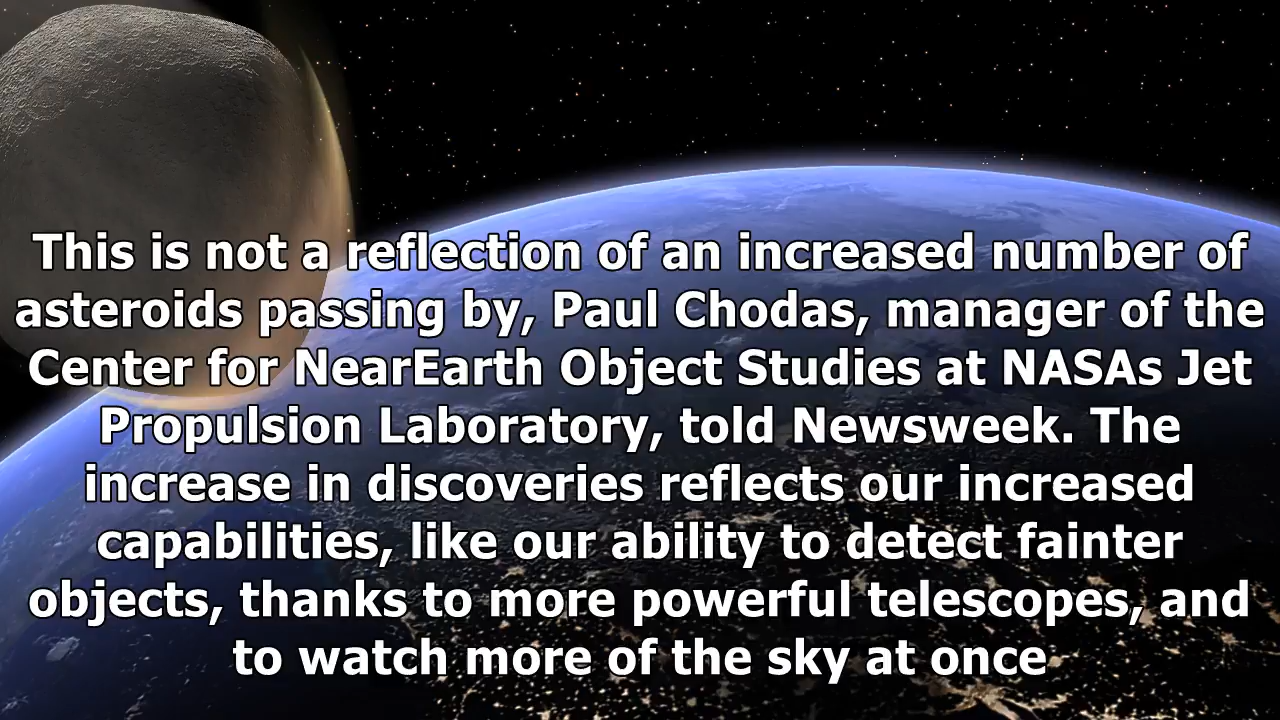 This is not a reflection of an increased number of
asteroids passing by, Paul Chodas, manager of the
Center for NearEarth Object Studies at NASAs Jet
Propulsion Laboratory, told Newsweek. The
increase in discoveries reflects our increased
capabilities, like our ability to detect fainter
objects, thanks to more powerful telescopes, and
to watch more of the sky at once